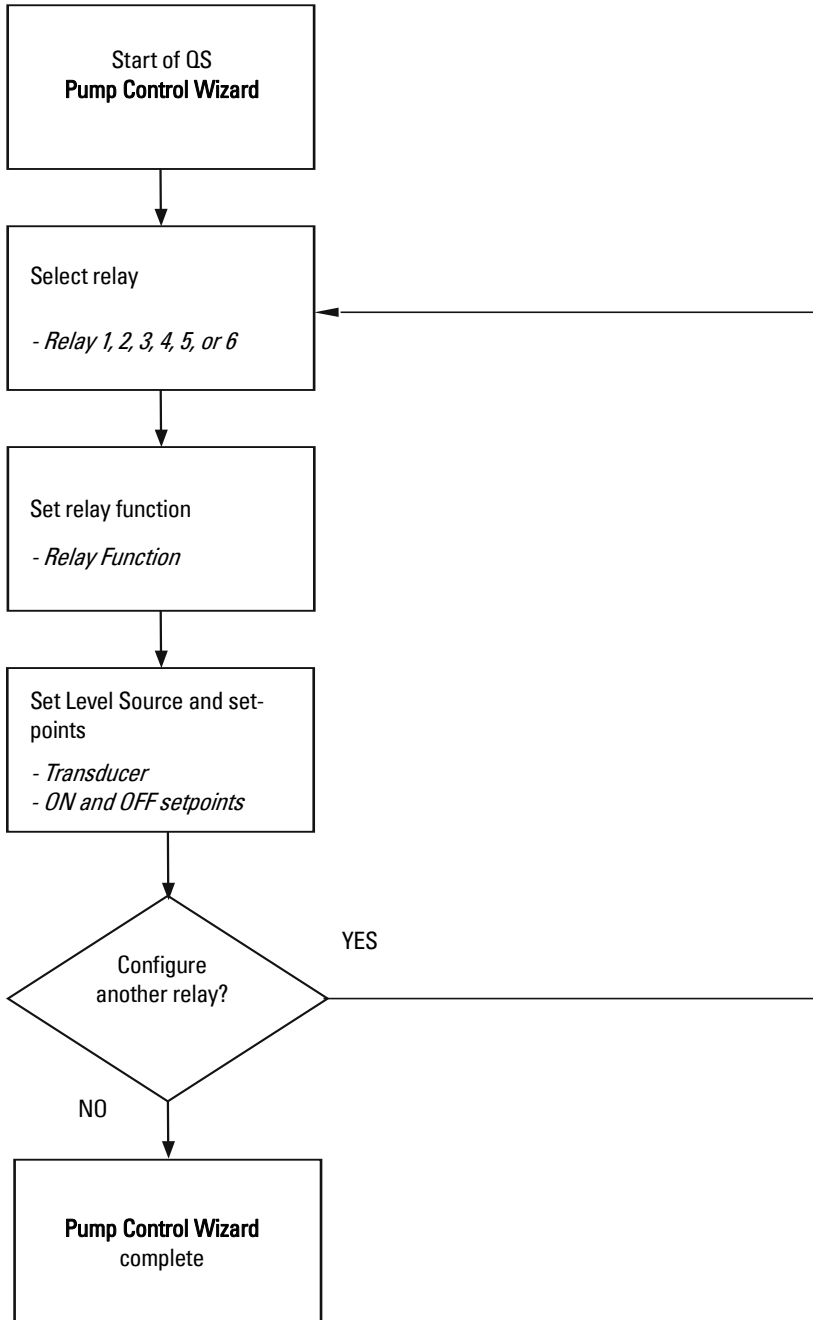 Start of QS
Pump Control Wizard
Select relay
- Relay 1, 2, 3, 4, 5, or 6
Set relay function
- Relay Function
Set Level Source and set-
points
- Transducer
- ON and OFF setpoints
Configure
another relay?
YES
NO
Pump Control Wizard
complete